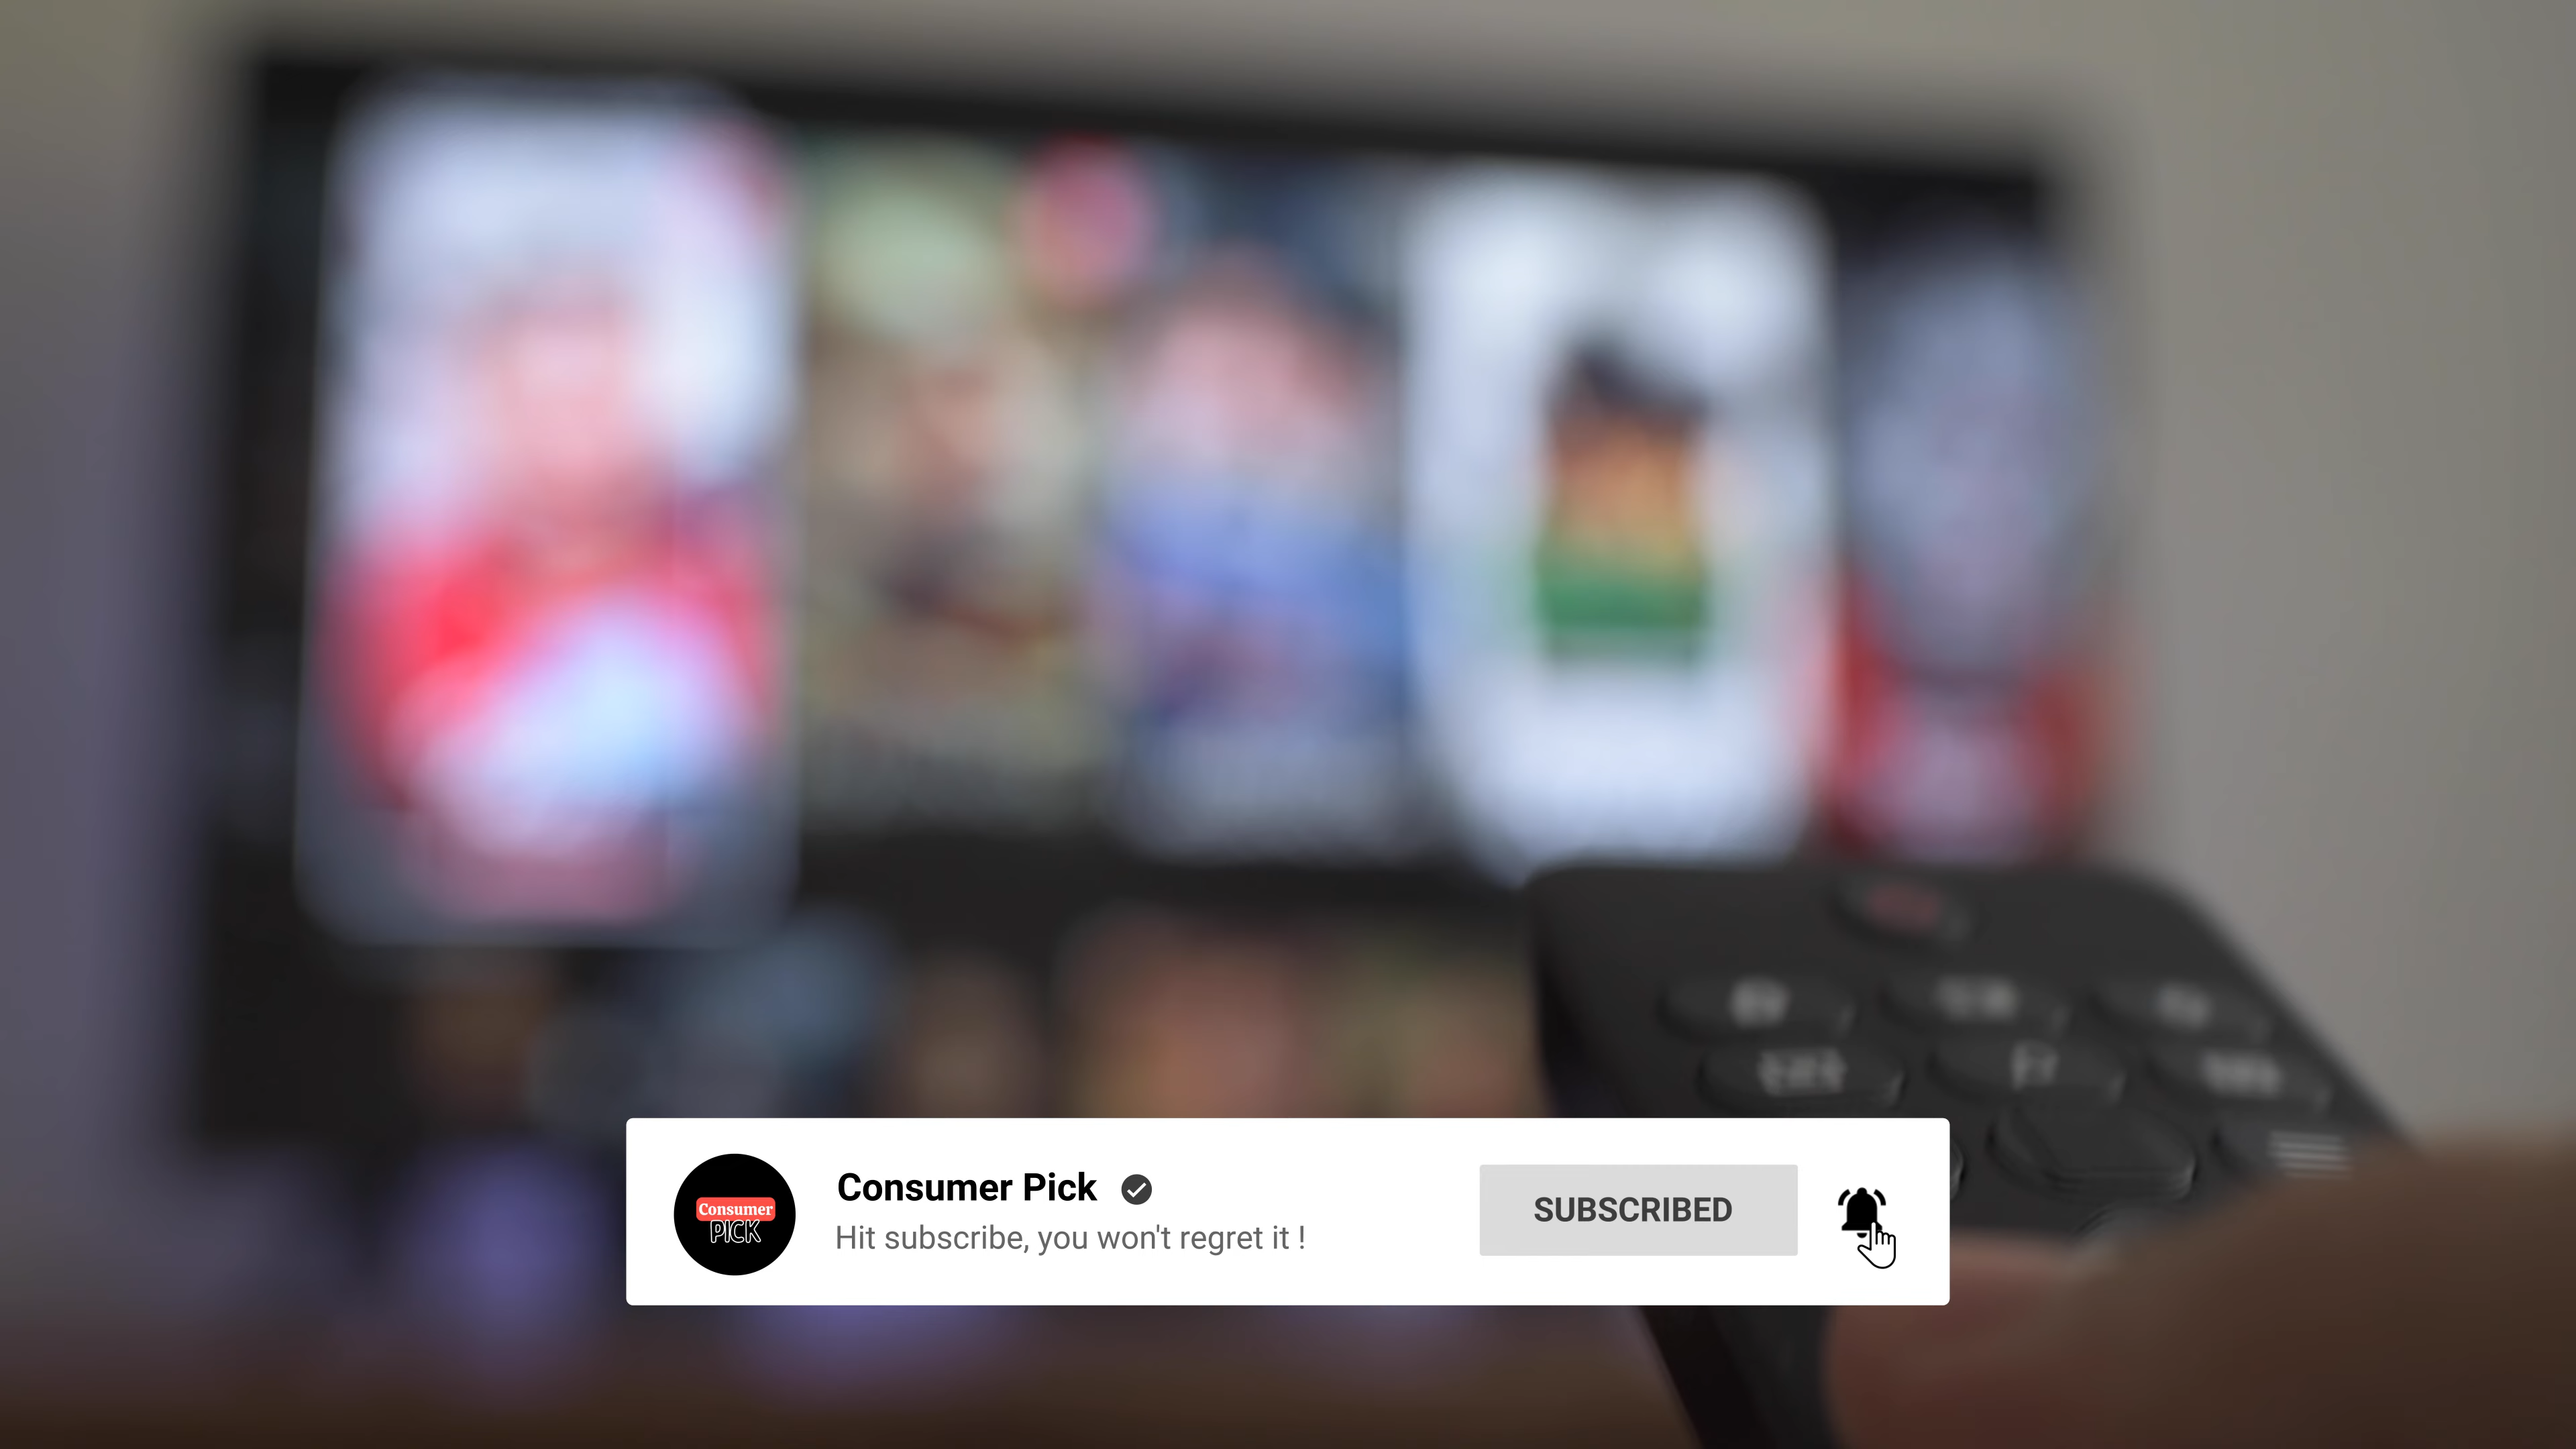 Consumer
PICK
Consumer Pick
Hit subscribe, you won't regret it !
SUBSCRIBED